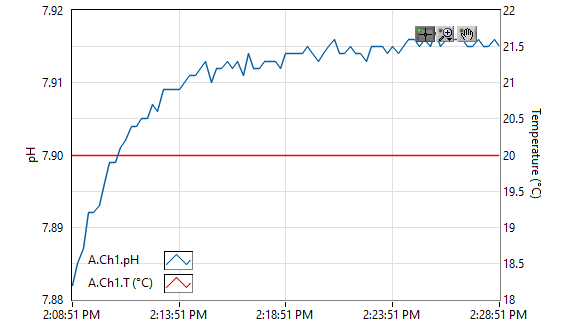 7.92
7.91
7.90
7.89
7.88
pH
22
21.5
21
20.5
20
19.5
19
18.5
18
Temperature (°C)
A.Ch1.pH
A.Ch1.T (°C)
2:08:51 PM
2:13:51 PM
2:18:51 PM
2:23:51 PM
2:28:51 PM